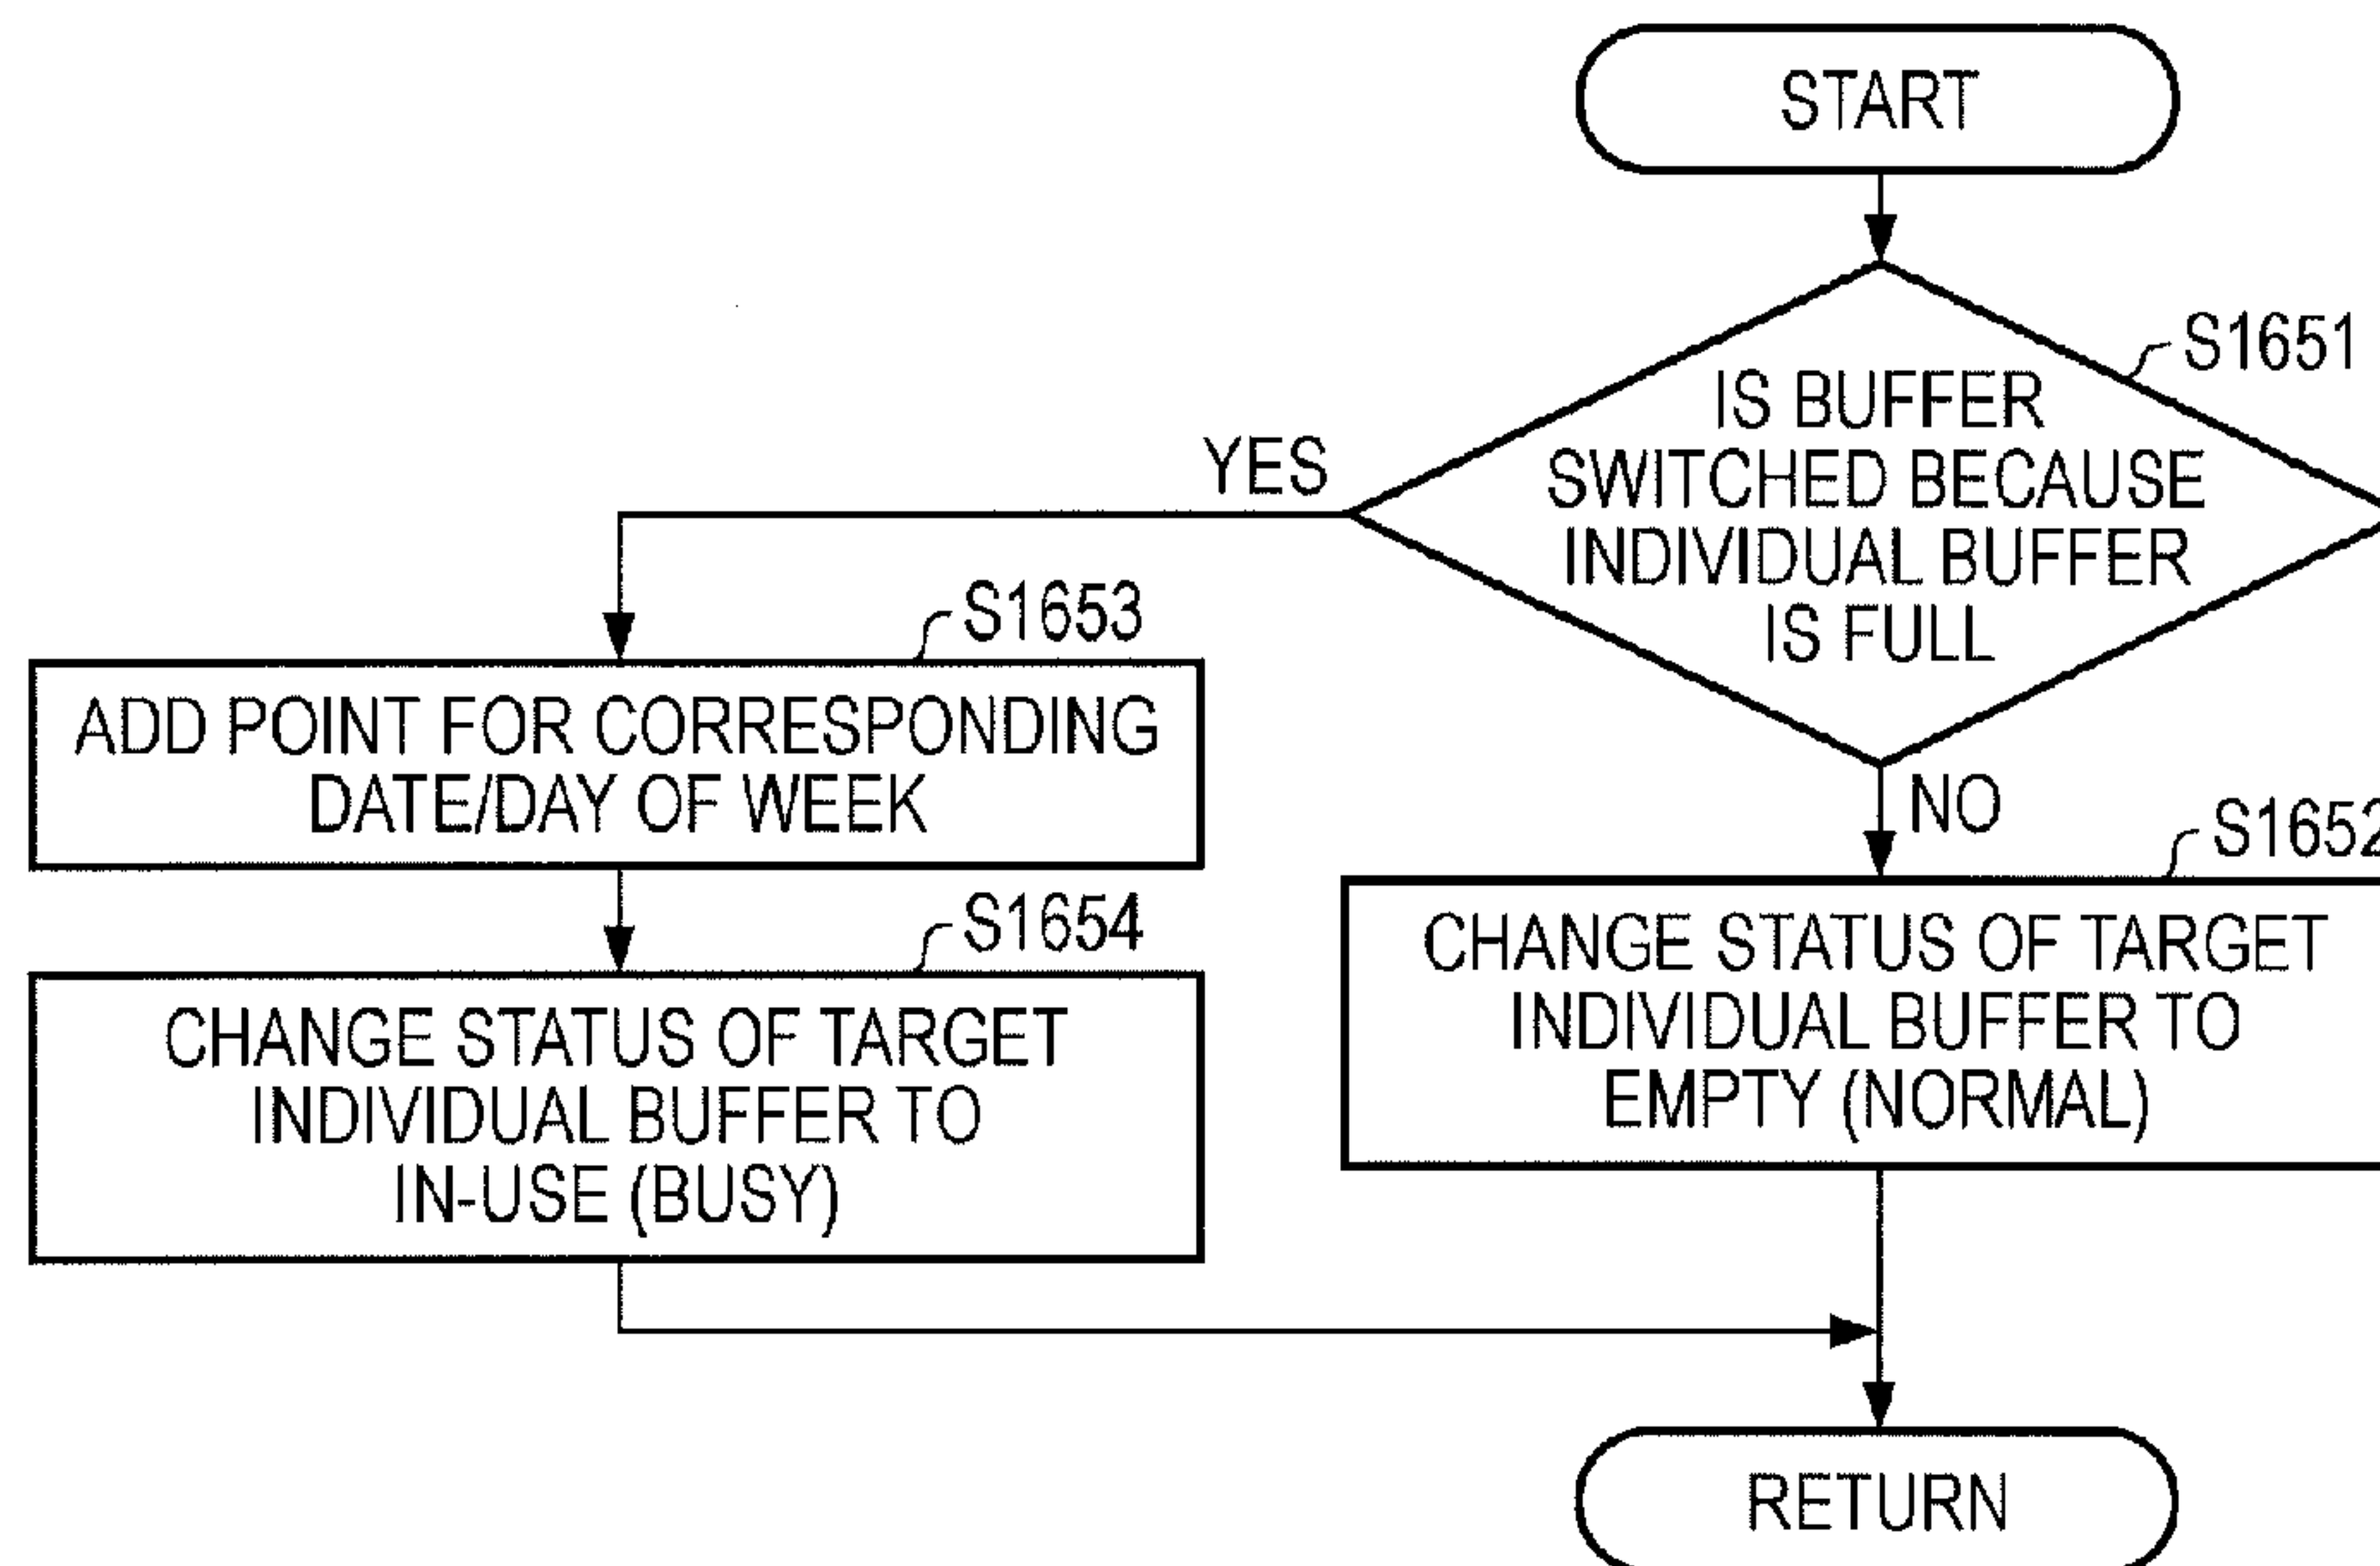 START
S1651
IS BUFFER
SWITCHED BECAUSE
INDIVIDUAL BUFFER
IS FULL
YES
NO
S1653
ADD POINT FOR CORRESPONDING
DATE/DAY OF WEEK
S1652
CHANGE STATUS OF TARGET
INDIVIDUAL BUFFER TO
EMPTY (NORMAL)
S1654
CHANGE STATUS OF TARGET
INDIVIDUAL BUFFER TO
IN-USE (BUSY)
RETURN